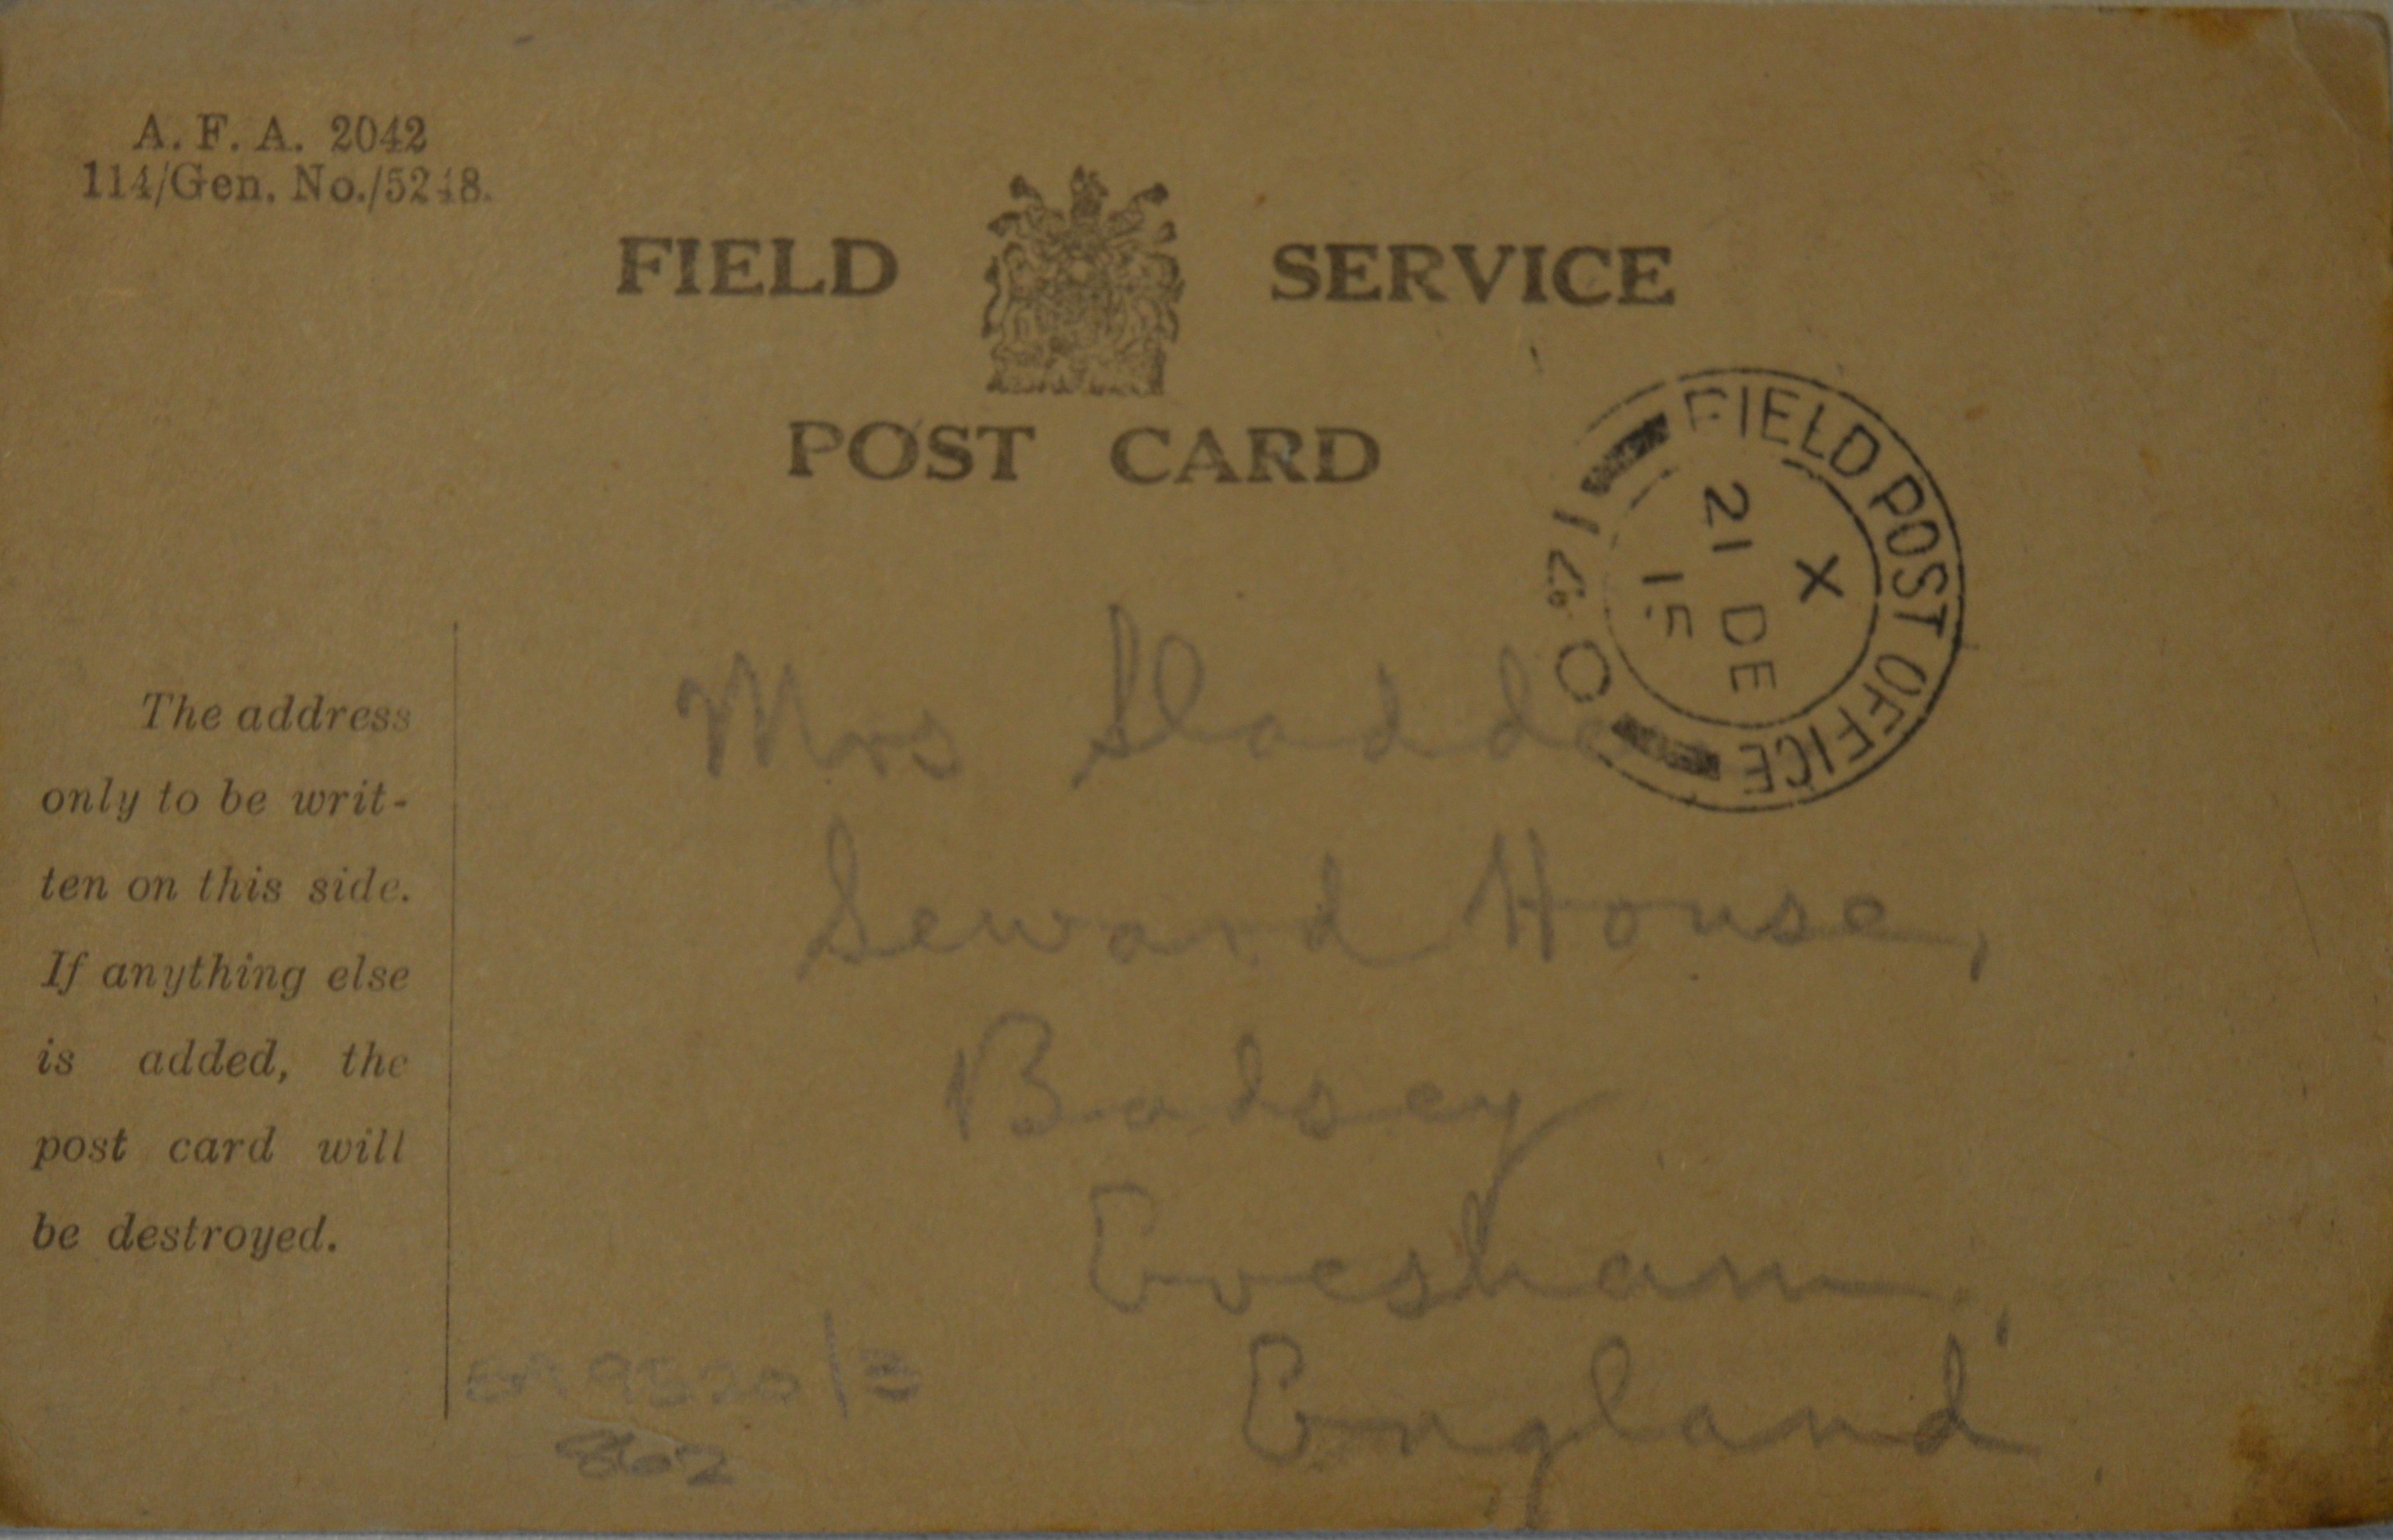 A. F. A. 2042
114/Gen. No./5248.
FIELD SERVICE
POST CARD
FIELD POST OFFICE
X
21 DE
15
The address
only to be writ-
ten on this side.
If anything else
is added, the
post card will
be destroyed.
Mrs Sladden
Seward House,
Badsey
Evesham,
England
862